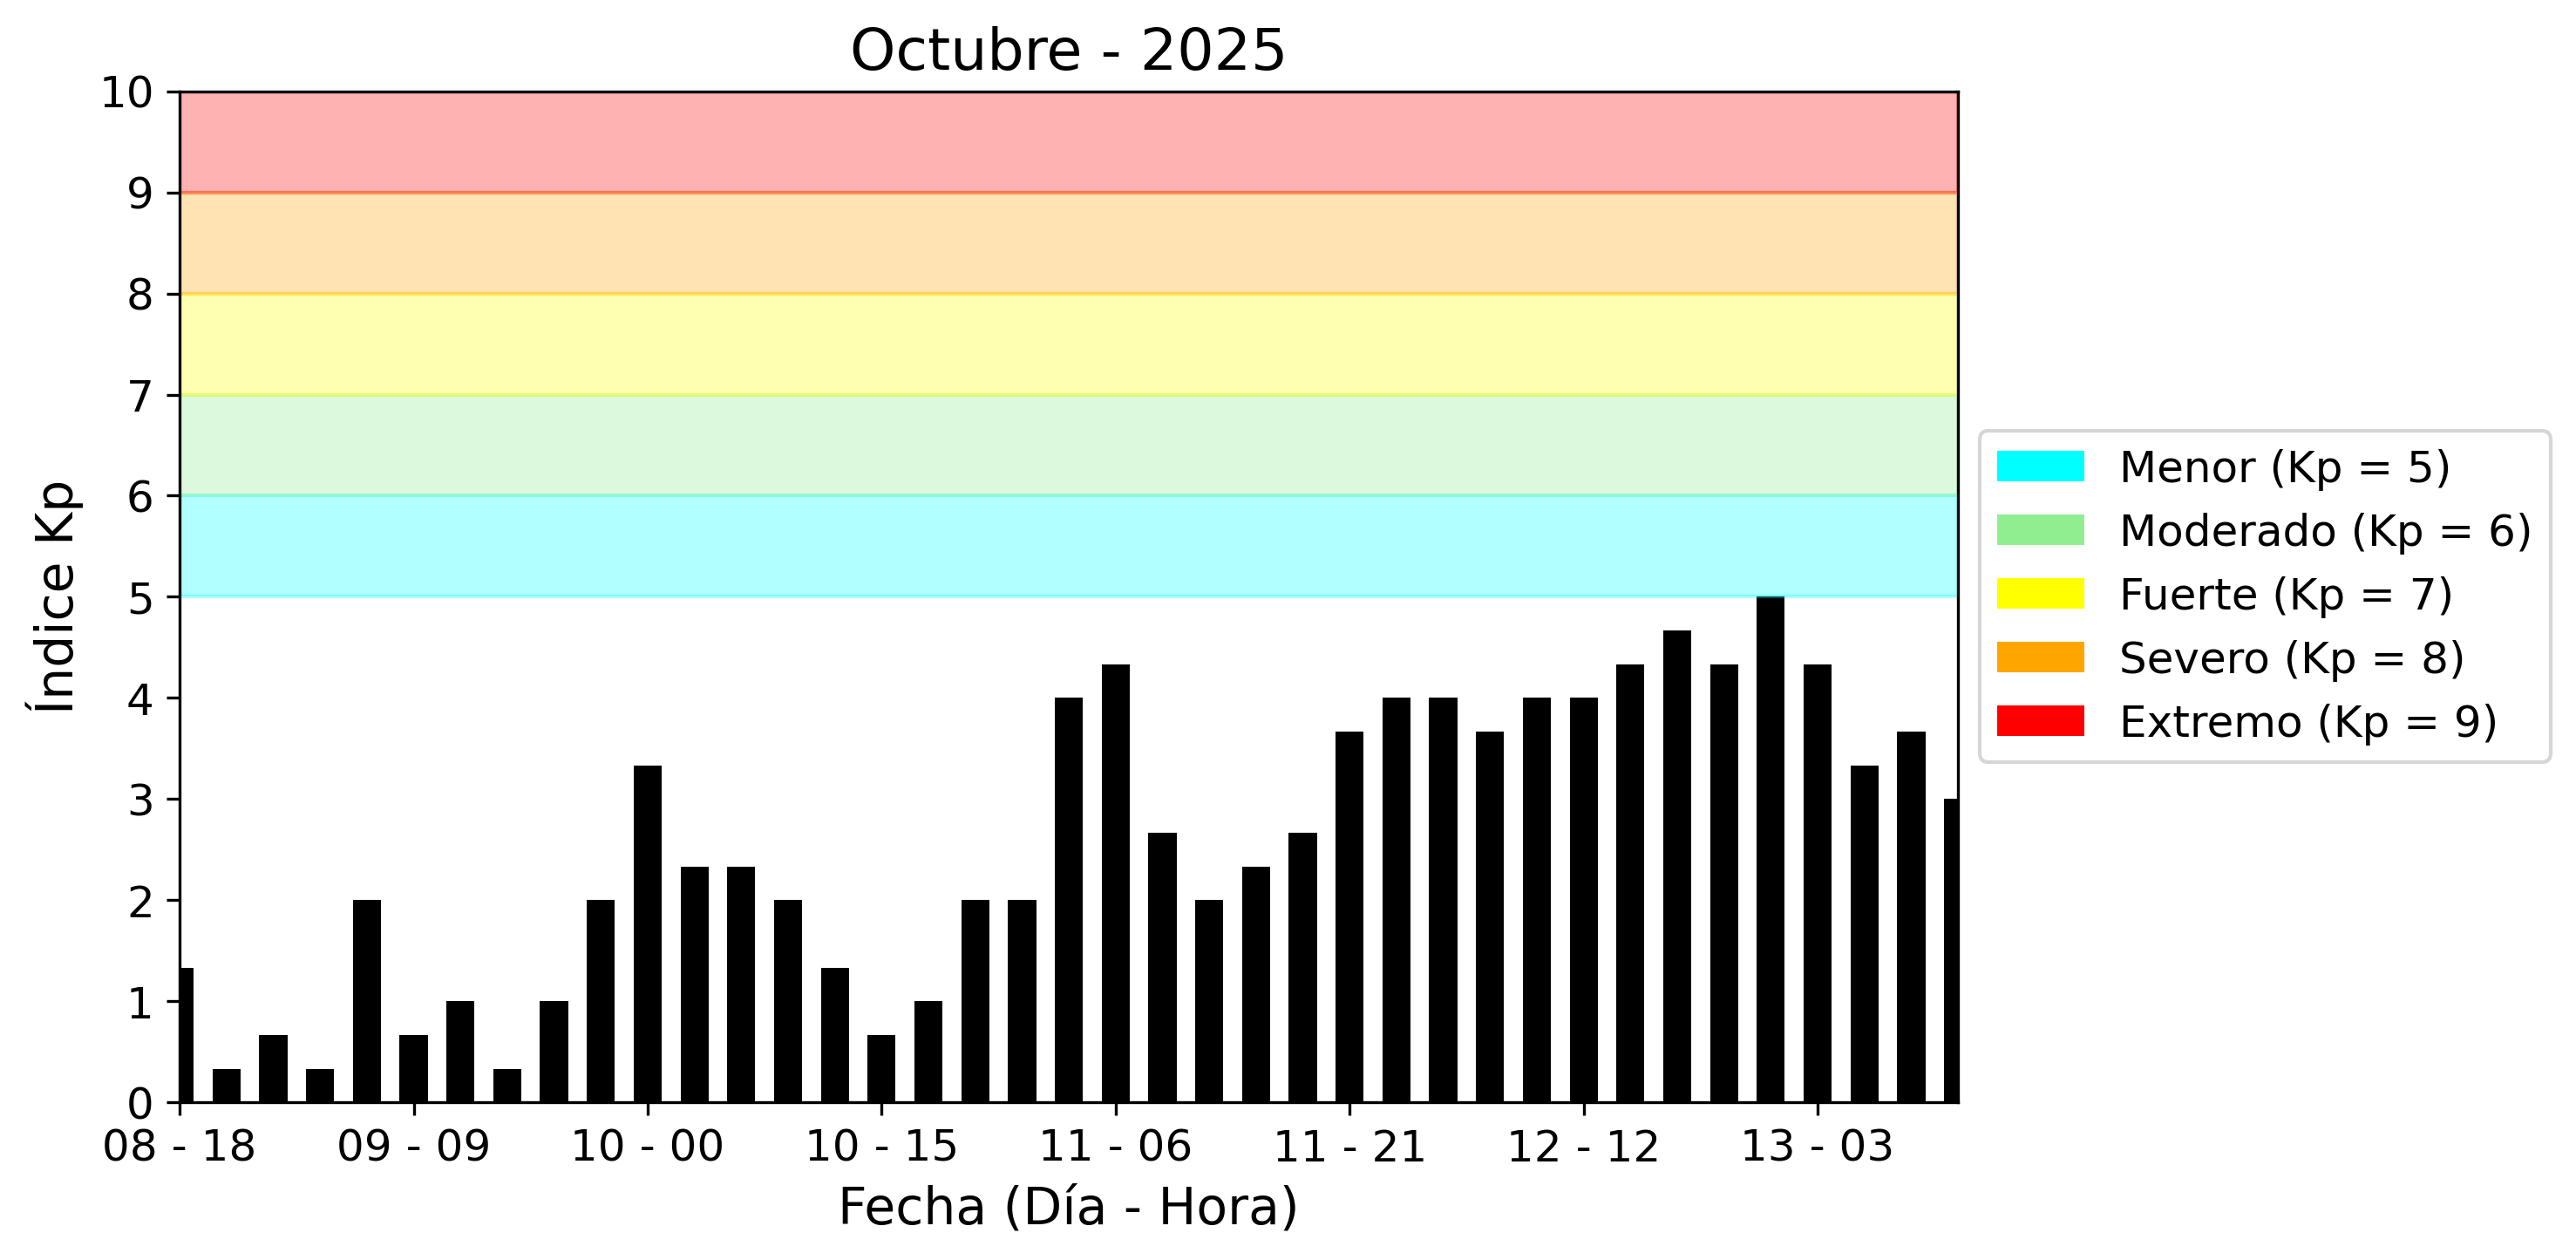 Octubre - 2025
10
9
8
7
6
5
4
3
2
1
0
Índice Kp
08 - 18
09 - 09
10 - 00
10 - 15
11 - 06
11 - 21
12 - 12
13 - 03
Fecha (Día - Hora)
Menor (Kp = 5)
Moderado (Kp = 6)
Fuerte (Kp = 7)
Severo (Kp = 8)
Extremo (Kp = 9)